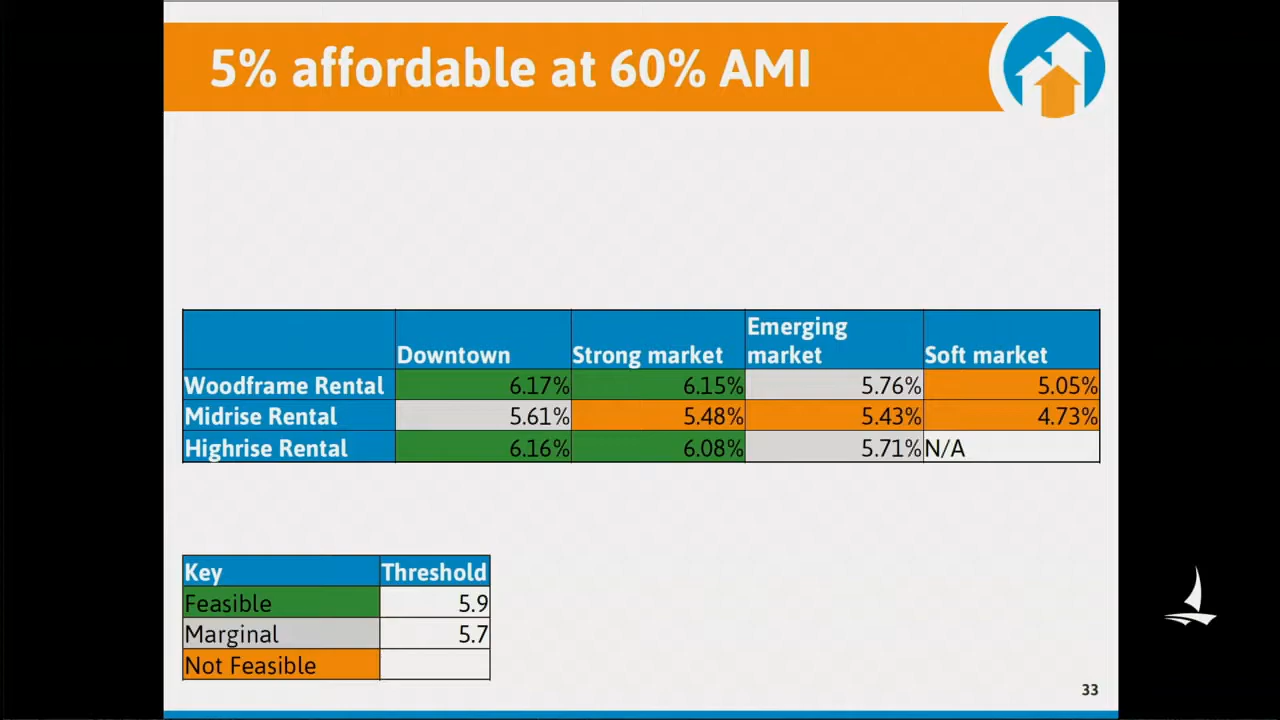 5% affordable at 60% AMI
Emerging
Downtown Strong market market Soft market
Woodframe Rental 6.17% 6.15% 5.76% 5.05%
Midrise Rental 5.61% 5.48% 5.43% 4.73%
Highrise Rental 6.16% 6.08% 5.71% N/A
Key Threshold
Feasible 5.9
Marginal 5.7
Not Feasible
33